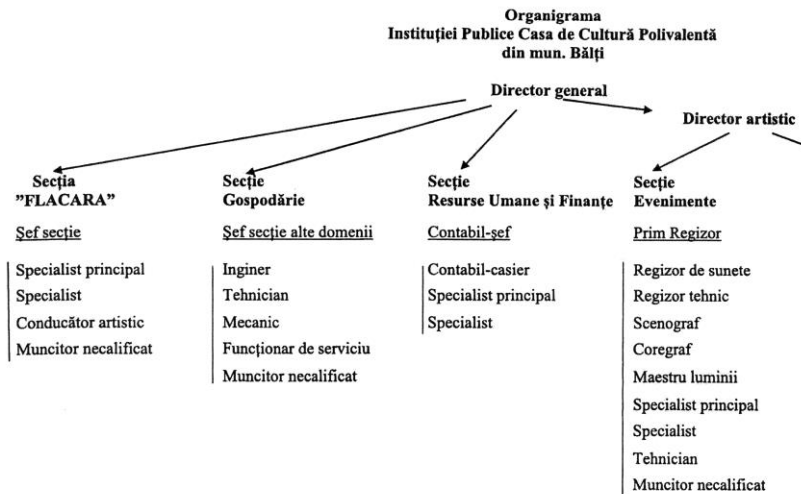 Organigrama
Instituției Publice Casa de Cultură Polivalentă
din mun. Bălți
Director general
Director artistic
Secția
”FLACARA”
Șef secție
Specialist principal
Specialist
Conducător artistic
Muncitor necalificat
Secție
Gospodărie
Șef secție alte domenii
Inginer
Tehnician
Mecanic
Funcționar de serviciu
Muncitor necalificat
Secție
Resurse Umane și Finanțe
Contabil-șef
Contabil-casier
Specialist principal
Specialist
Secție
Evenimente
Prim Regizor
Regizor de sunete
Regizor tehnic
Scenograf
Coregraf
Maestru luminii
Specialist principal
Specialist
Tehnician
Muncitor necalificat